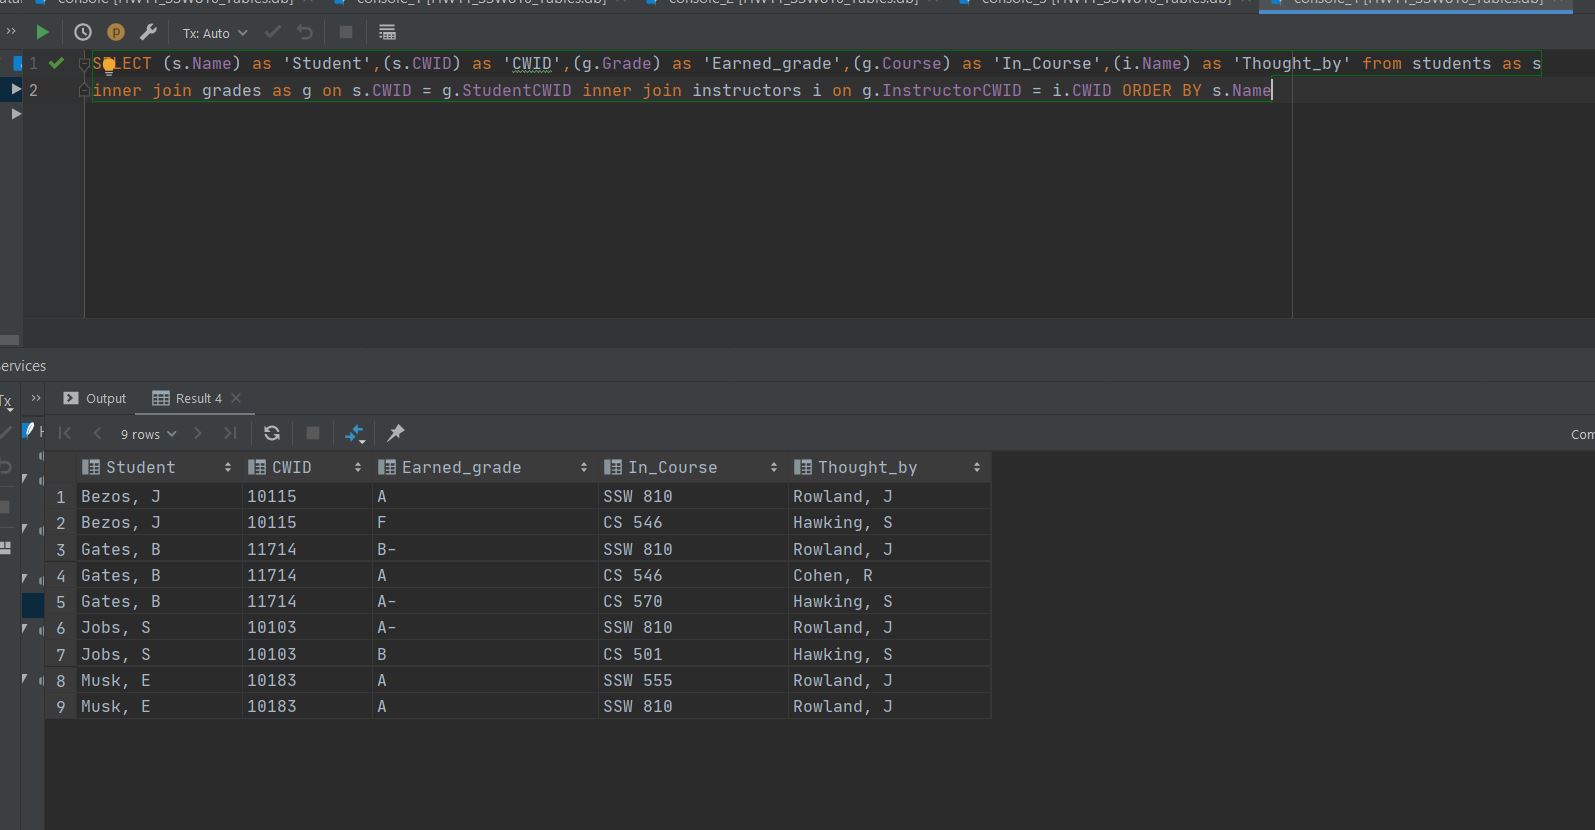 Tx: Auto
1 SELECT (s.Name) as 'Student',(s.CWID) as 'CWID',(g.Grade) as 'Earned_grade',(g.Course) as 'In_Course',(i.Name) as 'Thought_by' from students as s
2 inner join grades as g on s.CWID = g.StudentCWID inner join instructors i on g.InstructorCWID = i.CWID ORDER BY s.Name
ervices
Tx Output Result 4
9 rows
Student CWID Earned_grade In_Course Thought_by
1 Bezos, J 10115 A SSW 810 Rowland, J
2 Bezos, J 10115 F CS 546 Hawking, S
3 Gates, B 11714 B- SSW 810 Rowland, J
4 Gates, B 11714 A CS 546 Cohen, R
5 Gates, B 11714 A- CS 570 Hawking, S
6 Jobs, S 10103 A- SSW 810 Rowland, J
7 Jobs, S 10103 B CS 501 Hawking, S
8 Musk, E 10183 A SSW 555 Rowland, J
9 Musk, E 10183 A SSW 810 Rowland, J